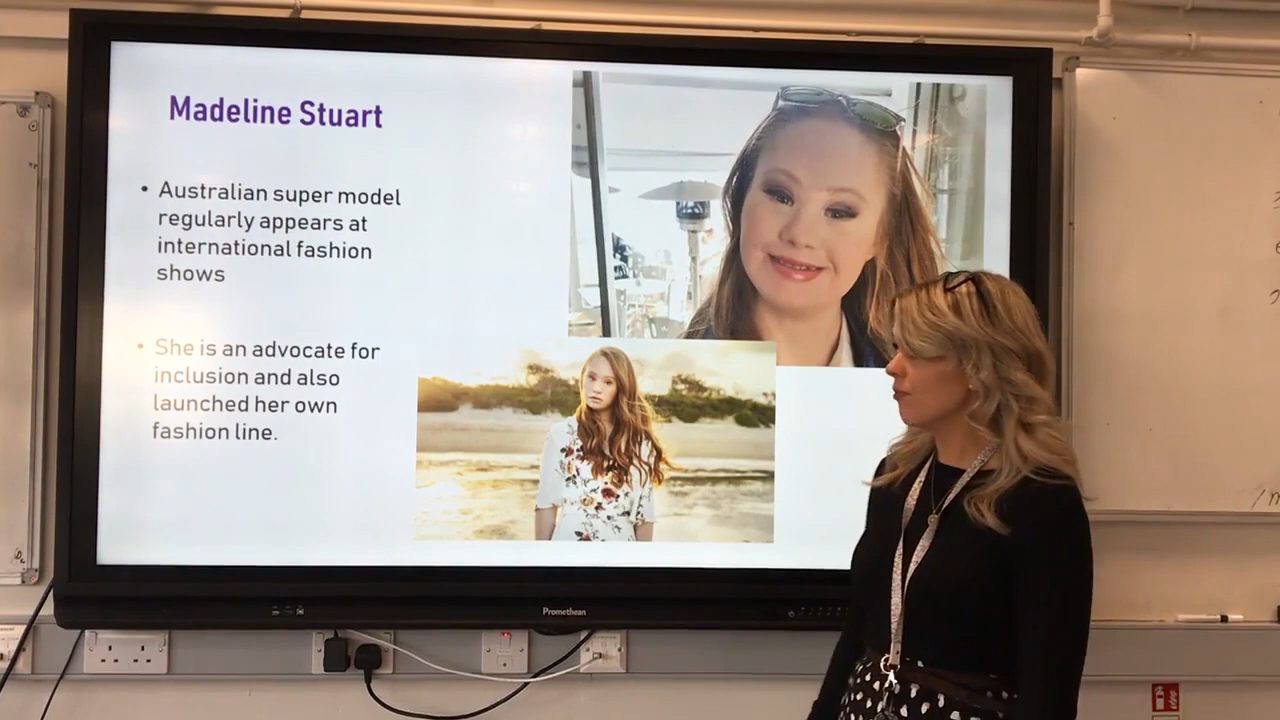 Madeline Stuart
• Australian super model
regularly appears at
international fashion
shows
• She is an advocate for
inclusion and also
launched her own
fashion line.
Promethean